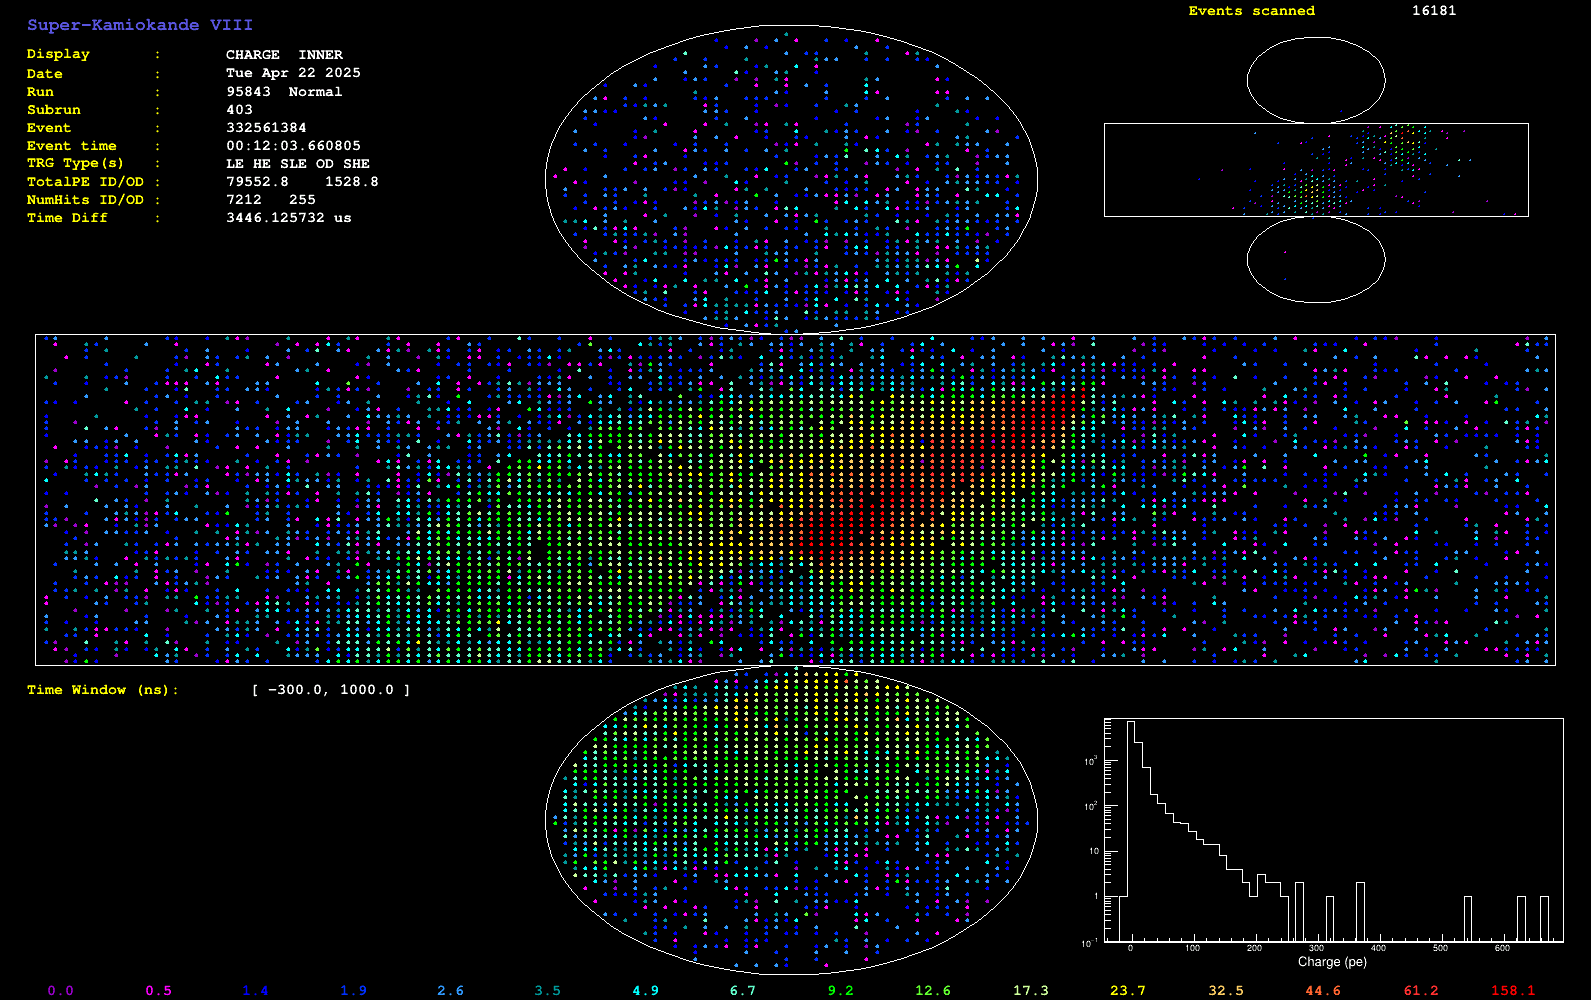 Super-Kamiokande VIII
Display : CHARGE INNER
Date : Tue Apr 22 2025
Run : 95843 Normal
Subrun : 403
Event : 332561384
Event time : 00:12:03.660805
TRG Type(s) : LE HE SLE OD SHE
TotalPE ID/OD : 79552.8 1528.8
NumHits ID/OD : 7212 255
Time Diff : 3446.125732 us
Events scanned 16181
Time Window (ns): [ −300.0, 1000.0 ]
10³
10²
10
1
10⁻¹
0 100 200 300 400 500 600
Charge (pe)
0.0 0.5 1.4 1.9 2.6 3.5 4.9 6.7 9.2 12.6 17.3 23.7 32.5 44.6 61.2 158.1